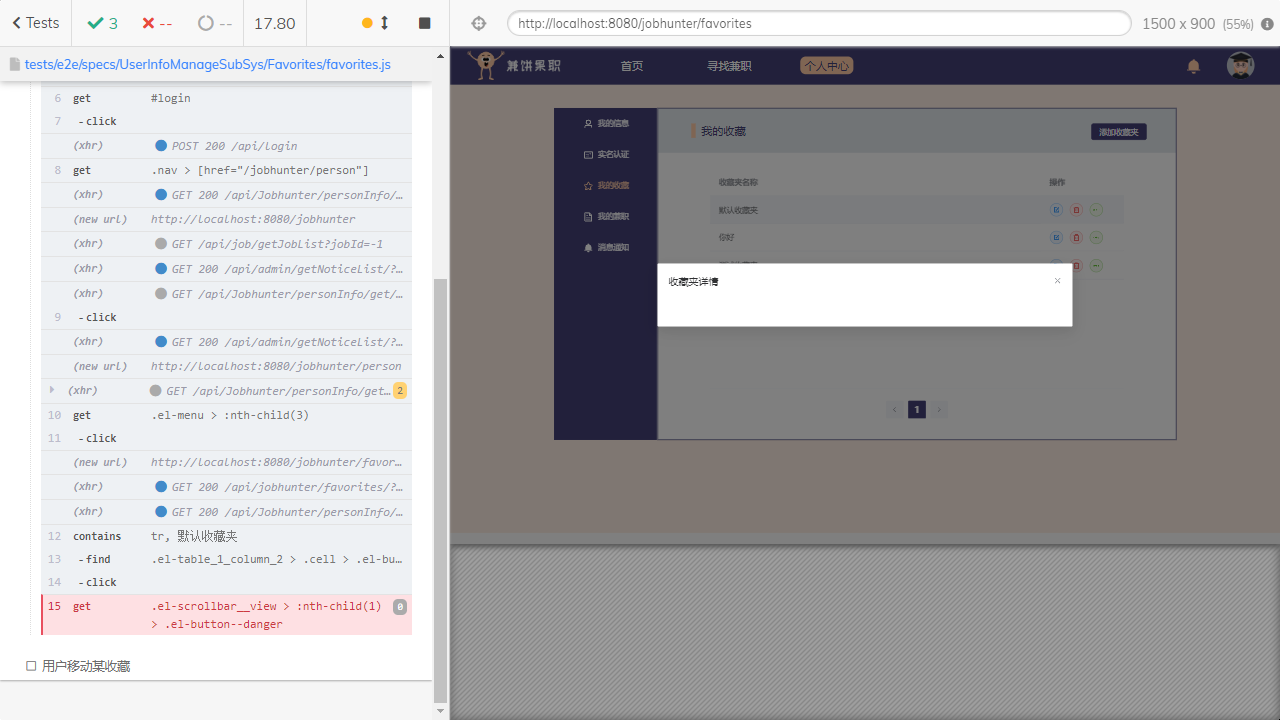 Tests
3
--
--
17.80
http://localhost:8080/jobhunter/favorites
1500 x 900 (55%)
tests/e2e/specs/UserInfoManageSubSys/Favorites/favorites.js
6 get #login
7 -click
(xhr) POST 200 /api/login
8 get .nav > [href="/jobhunter/person"]
(xhr) GET 200 /api/Jobhunter/personInfo/…
(new url) http://localhost:8080/jobhunter
(xhr) GET /api/job/getJobList?jobId=-1
(xhr) GET 200 /api/admin/getNoticeList/?…
(xhr) GET /api/Jobhunter/personInfo/get/…
9 -click
(xhr) GET 200 /api/admin/getNoticeList/?…
(new url) http://localhost:8080/jobhunter/person
(xhr) GET /api/Jobhunter/personInfo/get… 2
10 get .el-menu > :nth-child(3)
11 -click
(new url) http://localhost:8080/jobhunter/favor…
(xhr) GET 200 /api/jobhunter/favorites/?…
(xhr) GET 200 /api/Jobhunter/personInfo/…
12 contains tr, 默认收藏夹
13 -find .el-table_1_column_2 > .cell > .el-bu…
14 -click
15 get .el-scrollbar__view > :nth-child(1) 0
> .el-button--danger
用户移动某收藏
兼饼果职
首页
寻找兼职
个人中心
我的信息
实名认证
我的收藏
我的兼职
消息通知
我的收藏
添加收藏夹
收藏夹名称 操作
默认收藏夹
你好
收藏夹详情
1